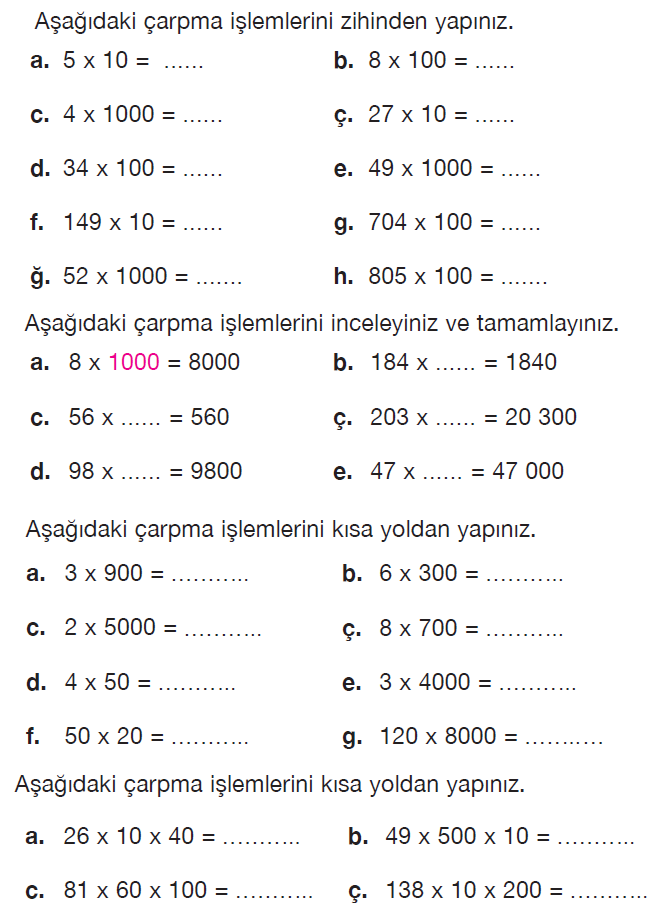 Aşağıdaki çarpma işlemlerini zihinden yapınız.
a. 5 x 10 = ...... b. 8 x 100 = ......
c. 4 x 1000 = ...... ç. 27 x 10 = ......
d. 34 x 100 = ...... e. 49 x 1000 = ......
f. 149 x 10 = ...... g. 704 x 100 = ......
ğ. 52 x 1000 = ....... h. 805 x 100 = .......
Aşağıdaki çarpma işlemlerini inceleyiniz ve tamamlayınız.
a. 8 x 1000 = 8000 b. 184 x ...... = 1840
c. 56 x ...... = 560 ç. 203 x ...... = 20 300
d. 98 x ...... = 9800 e. 47 x ...... = 47 000
Aşağıdaki çarpma işlemlerini kısa yoldan yapınız.
a. 3 x 900 = ........... b. 6 x 300 = ...........
c. 2 x 5000 = ........... ç. 8 x 700 = ...........
d. 4 x 50 = ........... e. 3 x 4000 = ...........
f. 50 x 20 = ........... g. 120 x 8000 = ...........
Aşağıdaki çarpma işlemlerini kısa yoldan yapınız.
a. 26 x 10 x 40 = ........... b. 49 x 500 x 10 = ...........
c. 81 x 60 x 100 = ........... ç. 138 x 10 x 200 = ...........